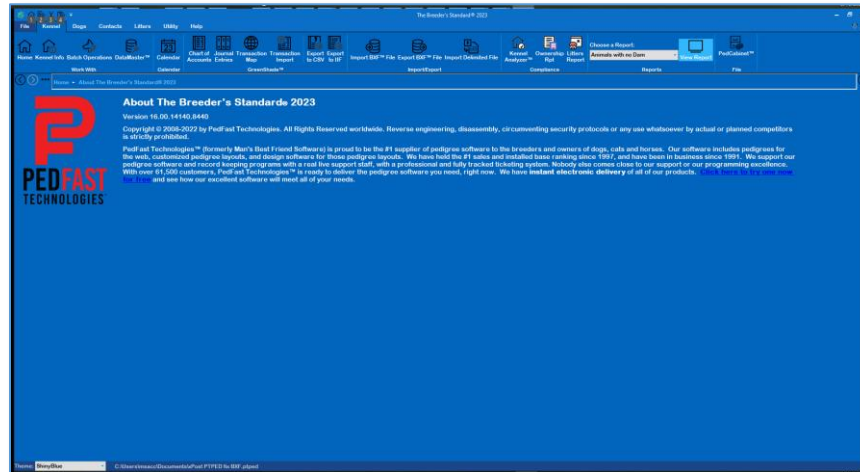 The Breeder's Standard® 2023
File Kennel Dogs Contacts Litters Utility Help
Home Kennel Info Batch Operations DataMaster™ Calendar Chart of Accounts Journal Entries Transaction Map Transaction Import Export to CSV Export to IIF Import BXF™ File Export BXF™ File Import Delimited File Kennel Analyzer™ Ownership Rpt Litters Report Choose a Report: Animals with no Dam View Report PedCabinet™
Work With Calendar GreenShade™ Import/Export Compliance Reports File
Home About The Breeder's Standard® 2023
PEDFAST
TECHNOLOGIES
About The Breeder's Standard® 2023
Version 16.00.14140.8440
Copyright © 2008-2022 by PedFast Technologies. All Rights Reserved worldwide. Reverse engineering, disassembly, circumventing security protocols or any use whatsoever by actual or planned competitors
is strictly prohibited.
PedFast Technologies™ (formerly Man's Best Friend Software) is proud to be the #1 supplier of pedigree software to the breeders and owners of dogs, cats and horses. Our software includes pedigrees for
the web, customized pedigree layouts, and design software for those pedigree layouts. We have held the #1 sales and installed base ranking since 1997, and have been in business since 1991. We support our
pedigree software and record keeping programs with a real live support staff, with a professional and fully tracked ticketing system. Nobody else comes close to our support or our programming excellence.
With over 61,500 customers, PedFast Technologies™ is ready to deliver the pedigree software you need, right now. We have instant electronic delivery of all of our products. Click here to try one now
for free and see how our excellent software will meet all of your needs.
Theme: ShinyBlue